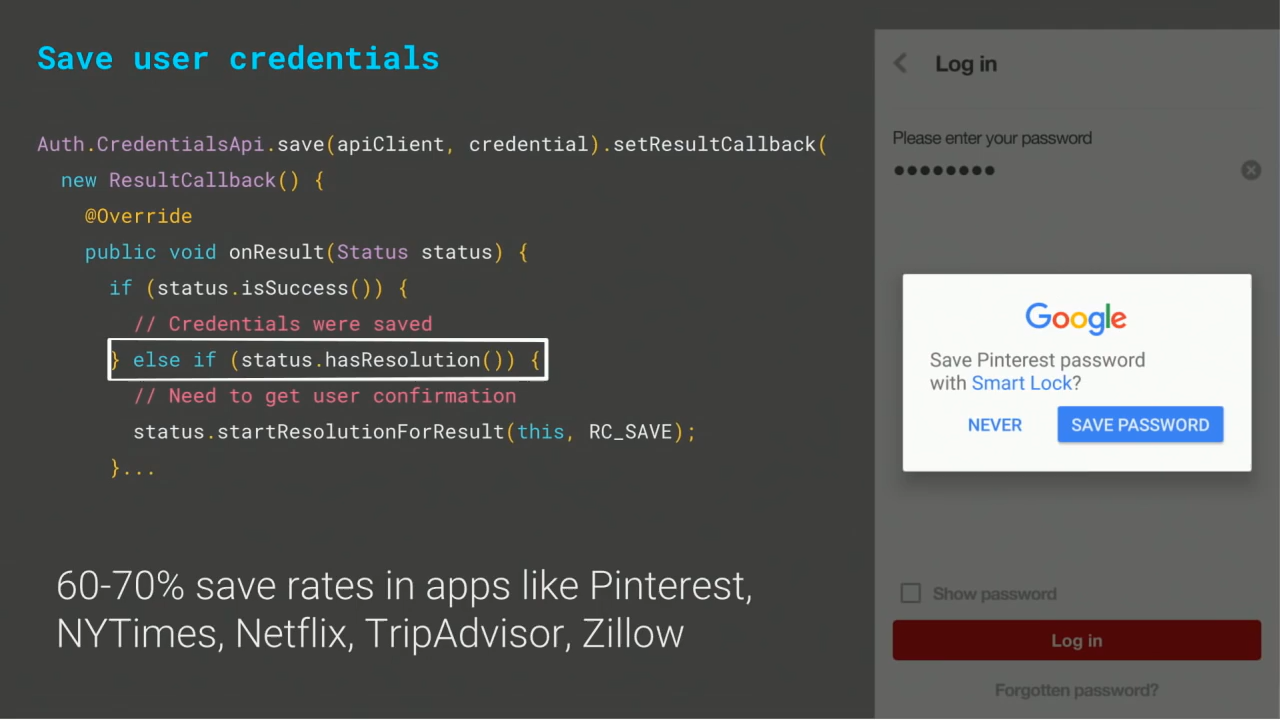 Save user credentials
Auth.CredentialsApi.save(apiClient, credential).setResultCallback(
new ResultCallback() {
@Override
public void onResult(Status status) {
if (status.isSuccess()) {
// Credentials were saved
} else if (status.hasResolution()) {
// Need to get user confirmation
status.startResolutionForResult(this, RC_SAVE);
}...
60-70% save rates in apps like Pinterest,
NYTimes, Netflix, TripAdvisor, Zillow
Log in
Please enter your password
Google
Save Pinterest password
with Smart Lock?
NEVER
SAVE PASSWORD
Show password
Log in
Forgotten password?